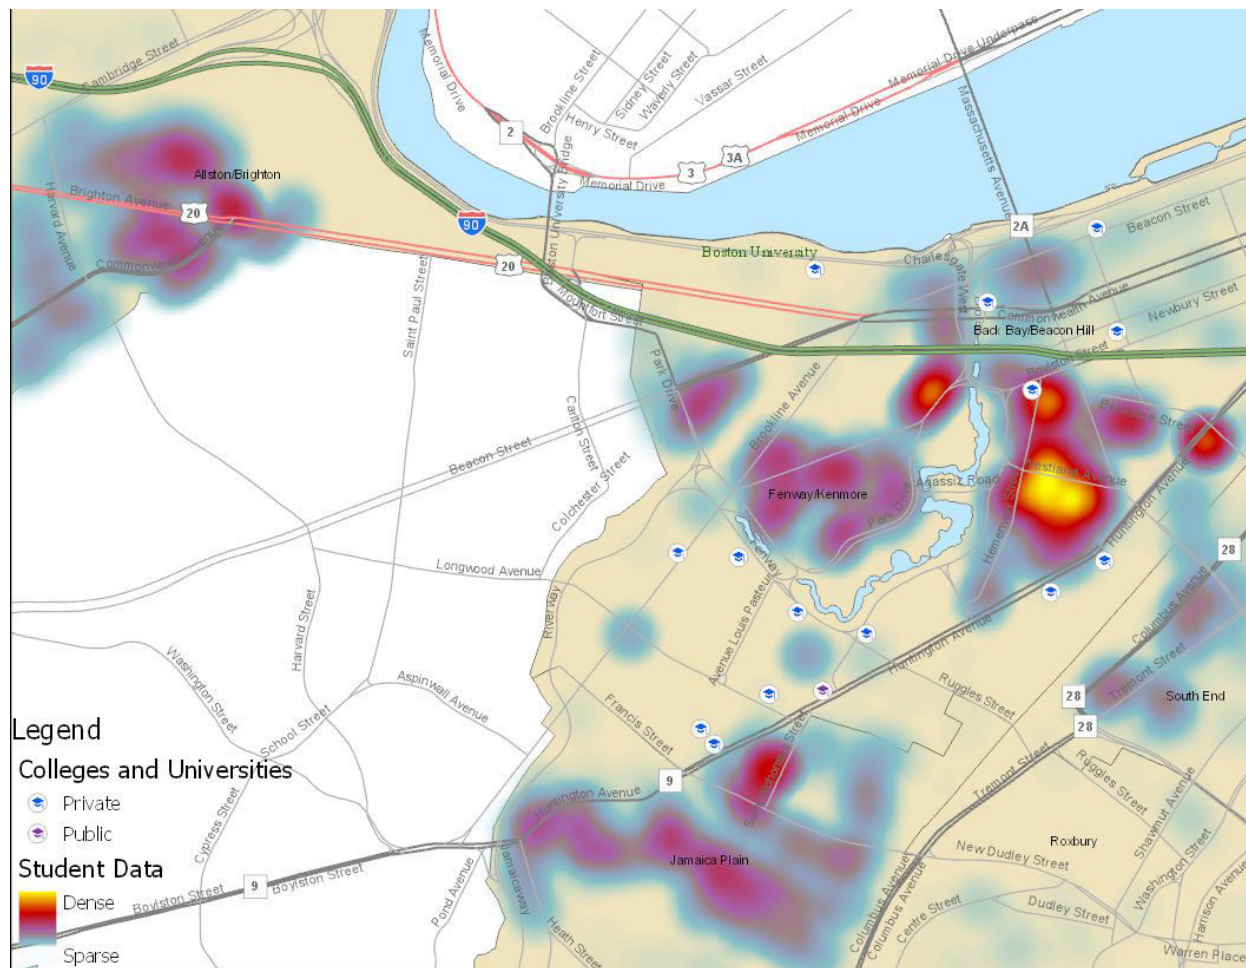 Cambridge Street
90
Memorial Drive
Brookline Street
Sidney Street
Waverly Street
Vassar Street
Henry Street
Memorial Drive Underpass
Memorial Drive
2
3A
3
Memorial Drive
Massachusetts Avenue
Allston/Brighton
Brighton Avenue
20
Harvard Avenue
Boston University Bridge
90
2A
Beacon Street
Boston University
Charlesgate West
20
Saint Paul Street
Mountfort Street
Commonwealth Avenue
Newbury Street
Back Bay/Beacon Hill
Boylston Street
Park Drive
Brookline Avenue
Carlton Street
Beacon Street
Colchester Street
Westland Avenue
Agassiz Road
Fenway/Kenmore
Park Drive
Hemenway Street
Huntington Avenue
28
Longwood Avenue
Fenway
Avenue Louis Pasteur
Riverway
Harvard Street
Columbus Avenue
Huntington Avenue
Washington Street
Aspinwall Avenue
Tremont Street
Ruggles Street
South End
28
28
Francis Street
School Street
Legend
Colleges and Universities
Private
Public
Student Data
Dense
Sparse
Cypress Street
Huntington Avenue
9
Tremont Street
Ruggles Street
Shawmut Avenue
Roxbury
Jamaica Plain
New Dudley Street
Jamaicaway
Boylston Street
9
Boylston Street
Pond Avenue
Heath Street
Columbus Avenue
Columbus Avenue
Centre Street
Dudley Street
Washington Street
Harrison Avenue
Warren Place